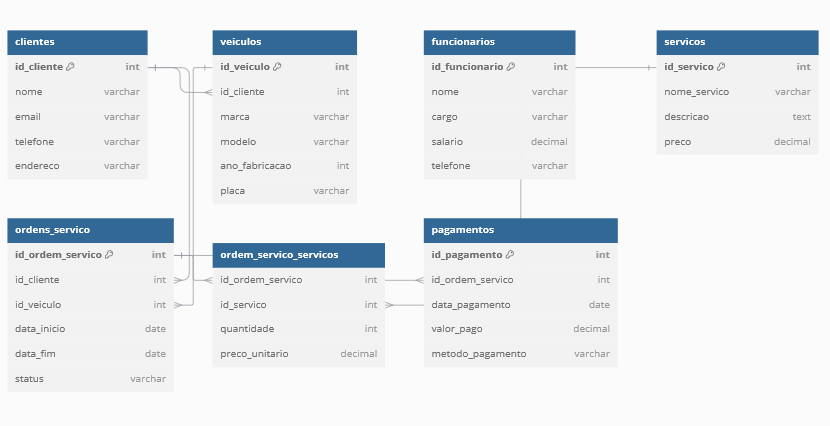 clientes
id_cliente int
nome varchar
email varchar
telefone varchar
endereco varchar
veiculos
id_veiculo int
id_cliente int
marca varchar
modelo varchar
ano_fabricacao int
placa varchar
funcionarios
id_funcionario int
nome varchar
cargo varchar
salario decimal
telefone varchar
servicos
id_servico int
nome_servico varchar
descricao text
preco decimal
ordens_servico
id_ordem_servico int
id_cliente int
id_veiculo int
data_inicio date
data_fim date
status varchar
ordem_servico_servicos
id_ordem_servico int
id_servico int
quantidade int
preco_unitario decimal
pagamentos
id_pagamento int
id_ordem_servico int
data_pagamento date
valor_pago decimal
metodo_pagamento varchar